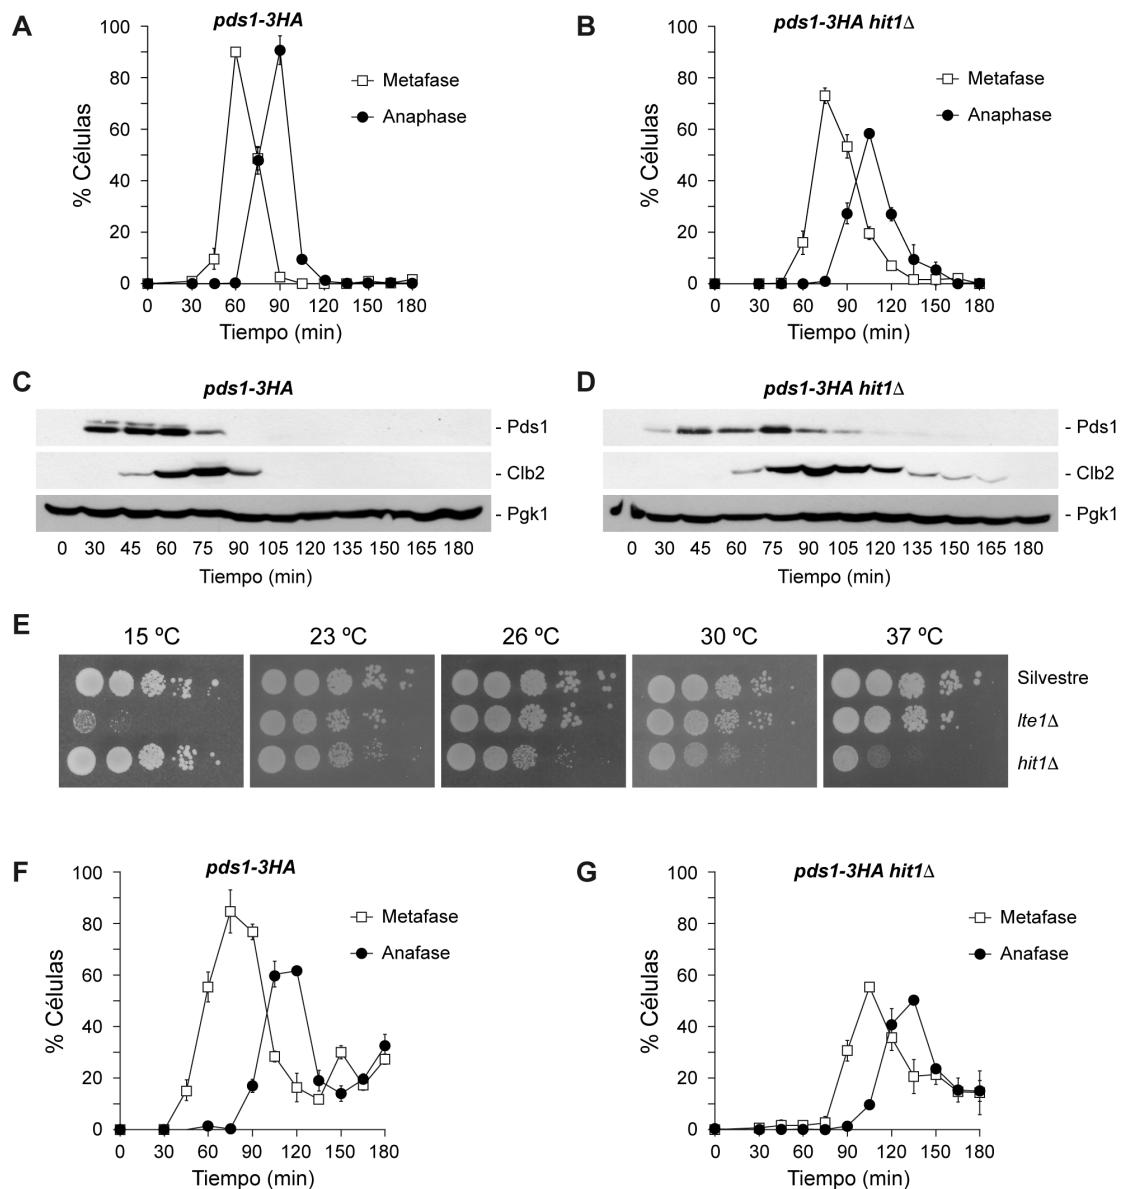 A
pds1-3HA
100
80
60
40
20
0
% Células
Metafase
Anaphase
0 30 60 90 120 150 180
Tiempo (min)
B
pds1-3HA hit1Δ
100
80
60
40
20
0
% Células
Metafase
Anaphase
0 30 60 90 120 150 180
Tiempo (min)
C
pds1-3HA
- Pds1
- Clb2
- Pgk1
0 30 45 60 75 90 105 120 135 150 165 180
Tiempo (min)
D
pds1-3HA hit1Δ
- Pds1
- Clb2
- Pgk1
0 30 45 60 75 90 105 120 135 150 165 180
Tiempo (min)
E
15 ºC 23 ºC 26 ºC 30 ºC 37 ºC
Silvestre
lte1Δ
hit1Δ
F
pds1-3HA
100
80
60
40
20
0
% Células
Metafase
Anafase
0 30 60 90 120 150 180
Tiempo (min)
G
pds1-3HA hit1Δ
100
80
60
40
20
0
% Células
Metafase
Anafase
0 30 60 90 120 150 180
Tiempo (min)